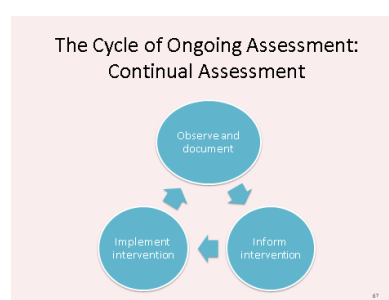 The Cycle of Ongoing Assessment:
Continual Assessment
Observe and
document
Implement
intervention
Inform
intervention